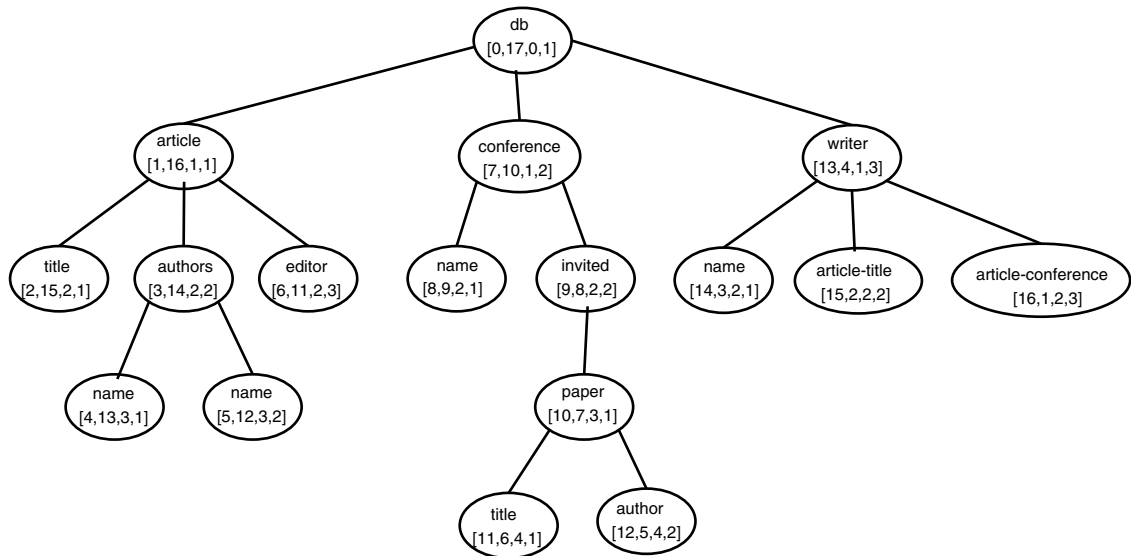 db
[0,17,0,1]
article
[1,16,1,1]
conference
[7,10,1,2]
writer
[13,4,1,3]
title
[2,15,2,1]
authors
[3,14,2,2]
editor
[6,11,2,3]
name
[8,9,2,1]
invited
[9,8,2,2]
name
[14,3,2,1]
article-title
[15,2,2,2]
article-conference
[16,1,2,3]
name
[4,13,3,1]
name
[5,12,3,2]
paper
[10,7,3,1]
title
[11,6,4,1]
author
[12,5,4,2]